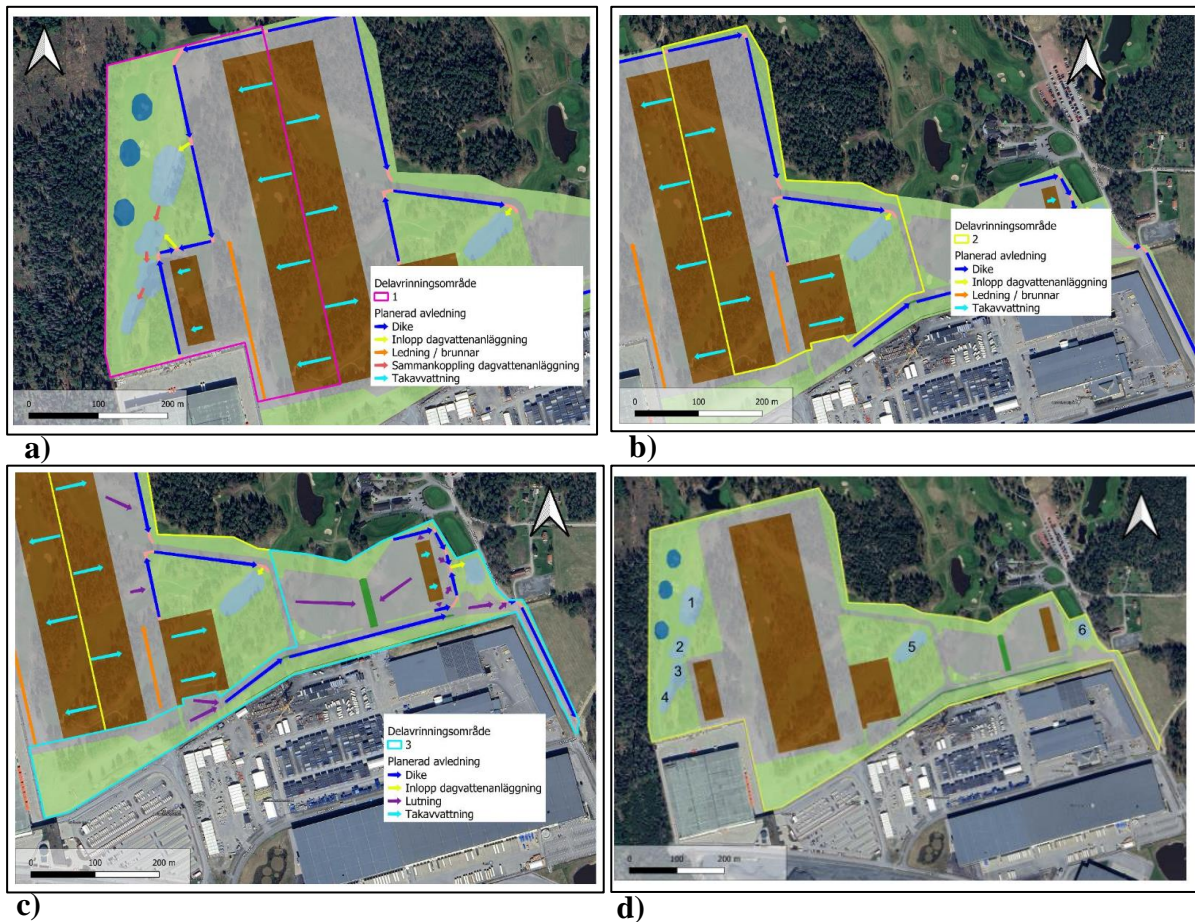 Delavrinningsområde
1
Planerad avledning
Dike
Inlopp dagvattenanläggning
Ledning / brunnar
Sammankoppling dagvattenanläggning
Takavvattning
0 100 200 m
a)
Delavrinningsområde
2
Planerad avledning
Dike
Inlopp dagvattenanläggning
Ledning / brunnar
Takavvattning
0 100 200 m
b)
Delavrinningsområde
3
Planerad avledning
Dike
Inlopp dagvattenanläggning
Lutning
Takavvattning
0 100 200 m
c)
1
2
3
4
5
6
0 100 200 m
d)